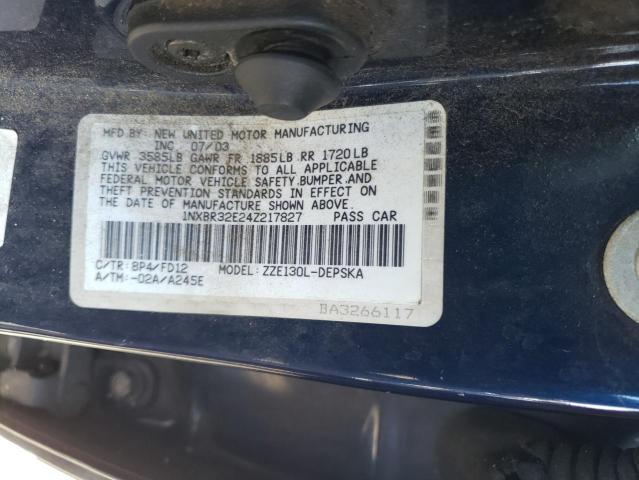 MFD BY: NEW UNITED MOTOR MANUFACTURING
INC 07/03
GVWR 3585LB GAWR FR 1885LB RR 1720LB
THIS VEHICLE CONFORMS TO ALL APPLICABLE
FEDERAL MOTOR VEHICLE SAFETY,BUMPER,AND
THEFT PREVENTION STANDARDS IN EFFECT ON
THE DATE OF MANUFACTURE SHOWN ABOVE.
1NXBR32E24Z217827 PASS CAR
C/TR: 8P4/FD12 MODEL: ZZE130L-DEPSKA
A/TM: -02A/A245E
BA3266117